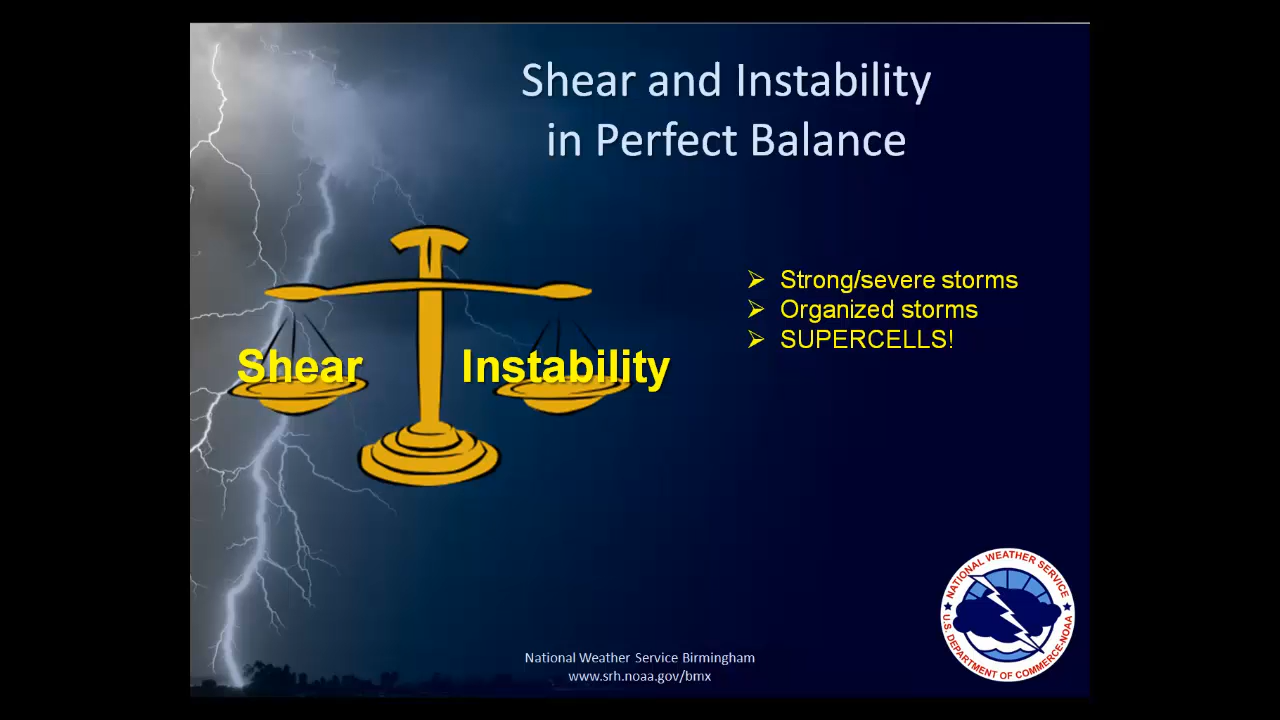 Shear and Instability
in Perfect Balance
➢ Strong/severe storms
➢ Organized storms
➢ SUPERCELLS!
Shear Instability
NATIONAL WEATHER SERVICE
U.S. DEPARTMENT OF COMMERCE-NOAA
National Weather Service Birmingham
www.srh.noaa.gov/bmx